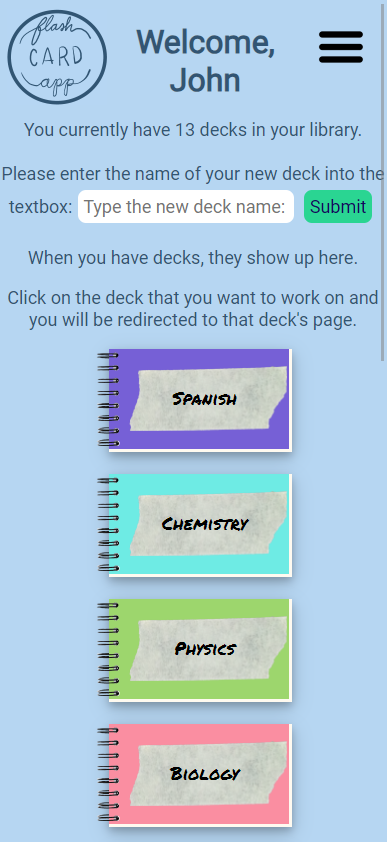 flash
CARD
app
Welcome,
John
You currently have 13 decks in your library.
Please enter the name of your new deck into the
textbox: Type the new deck name: Submit
When you have decks, they show up here.
Click on the deck that you want to work on and
you will be redirected to that deck's page.
Spanish
Chemistry
Physics
Biology